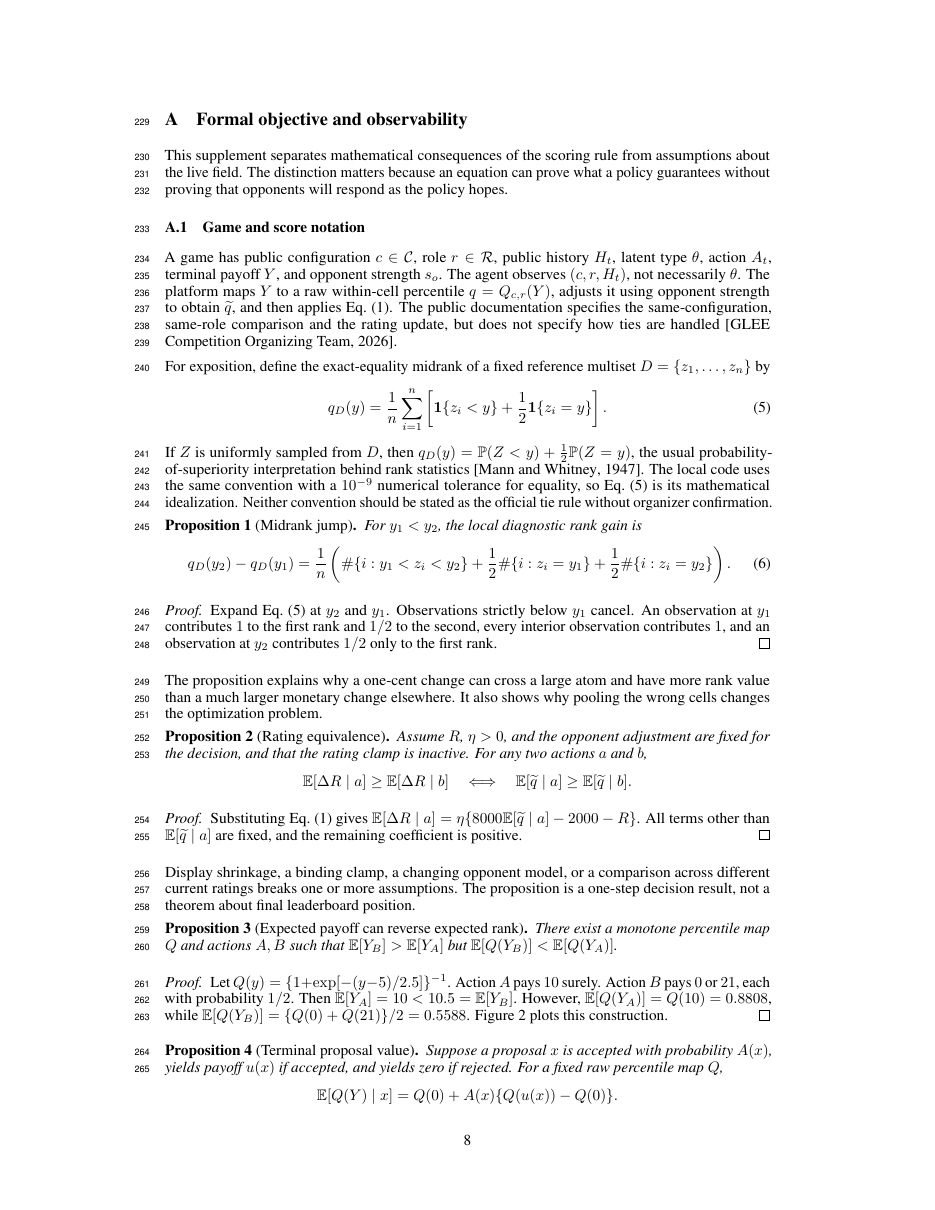 229 A Formal objective and observability
230 This supplement separates mathematical consequences of the scoring rule from assumptions about
231 the live field. The distinction matters because an equation can prove what a policy guarantees without
232 proving that opponents will respond as the policy hopes.
233 A.1 Game and score notation
234 A game has public configuration c ∈ 𝒞, role r ∈ ℛ, public history H_t, latent type θ, action A_t,
235 terminal payoff Y, and opponent strength s_o. The agent observes (c, r, H_t), not necessarily θ. The
236 platform maps Y to a raw within-cell percentile q = Q_{c,r}(Y), adjusts it using opponent strength
237 to obtain q̃, and then applies Eq. (1). The public documentation specifies the same-configuration,
238 same-role comparison and the rating update, but does not specify how ties are handled [GLEE
239 Competition Organizing Team, 2026].
240 For exposition, define the exact-equality midrank of a fixed reference multiset D = {z_1, . . . , z_n} by
q_D(y) = \frac{1}{n} \sum_{i=1}^{n} [ 1{z_i < y} + \frac{1}{2} 1{z_i = y} ] . (5)
241 If Z is uniformly sampled from D, then q_D(y) = ℙ(Z < y) + ½ℙ(Z = y), the usual probability-
242 of-superiority interpretation behind rank statistics [Mann and Whitney, 1947]. The local code uses
243 the same convention with a 10^{−9} numerical tolerance for equality, so Eq. (5) is its mathematical
244 idealization. Neither convention should be stated as the official tie rule without organizer confirmation.
245 Proposition 1 (Midrank jump). For y_1 < y_2, the local diagnostic rank gain is
q_D(y_2) − q_D(y_1) = \frac{1}{n} ( #{i : y_1 < z_i < y_2} + \frac{1}{2} #{i : z_i = y_1} + \frac{1}{2} #{i : z_i = y_2} ) . (6)
246 Proof. Expand Eq. (5) at y_2 and y_1. Observations strictly below y_1 cancel. An observation at y_1
247 contributes 1 to the first rank and 1/2 to the second, every interior observation contributes 1, and an
248 observation at y_2 contributes 1/2 only to the first rank. □
249 The proposition explains why a one-cent change can cross a large atom and have more rank value
250 than a much larger monetary change elsewhere. It also shows why pooling the wrong cells changes
251 the optimization problem.
252 Proposition 2 (Rating equivalence). Assume R, η > 0, and the opponent adjustment are fixed for
253 the decision, and that the rating clamp is inactive. For any two actions a and b,
𝔼[ΔR | a] ≥ 𝔼[ΔR | b] ⟺ 𝔼[q̃ | a] ≥ 𝔼[q̃ | b].
254 Proof. Substituting Eq. (1) gives 𝔼[ΔR | a] = η{8000𝔼[q̃ | a] − 2000 − R}. All terms other than
255 𝔼[q̃ | a] are fixed, and the remaining coefficient is positive. □
256 Display shrinkage, a binding clamp, a changing opponent model, or a comparison across different
257 current ratings breaks one or more assumptions. The proposition is a one-step decision result, not a
258 theorem about final leaderboard position.
259 Proposition 3 (Expected payoff can reverse expected rank). There exist a monotone percentile map
260 Q and actions A, B such that 𝔼[Y_B] > 𝔼[Y_A] but 𝔼[Q(Y_B)] < 𝔼[Q(Y_A)].
261 Proof. Let Q(y) = {1+exp[−(y−5)/2.5]}^{−1}. Action A pays 10 surely. Action B pays 0 or 21, each
262 with probability 1/2. Then 𝔼[Y_A] = 10 < 10.5 = 𝔼[Y_B]. However, 𝔼[Q(Y_A)] = Q(10) = 0.8808,
263 while 𝔼[Q(Y_B)] = {Q(0) + Q(21)}/2 = 0.5588. Figure 2 plots this construction. □
264 Proposition 4 (Terminal proposal value). Suppose a proposal x is accepted with probability A(x),
265 yields payoff u(x) if accepted, and yields zero if rejected. For a fixed raw percentile map Q,
𝔼[Q(Y) | x] = Q(0) + A(x){Q(u(x)) − Q(0)}.
8